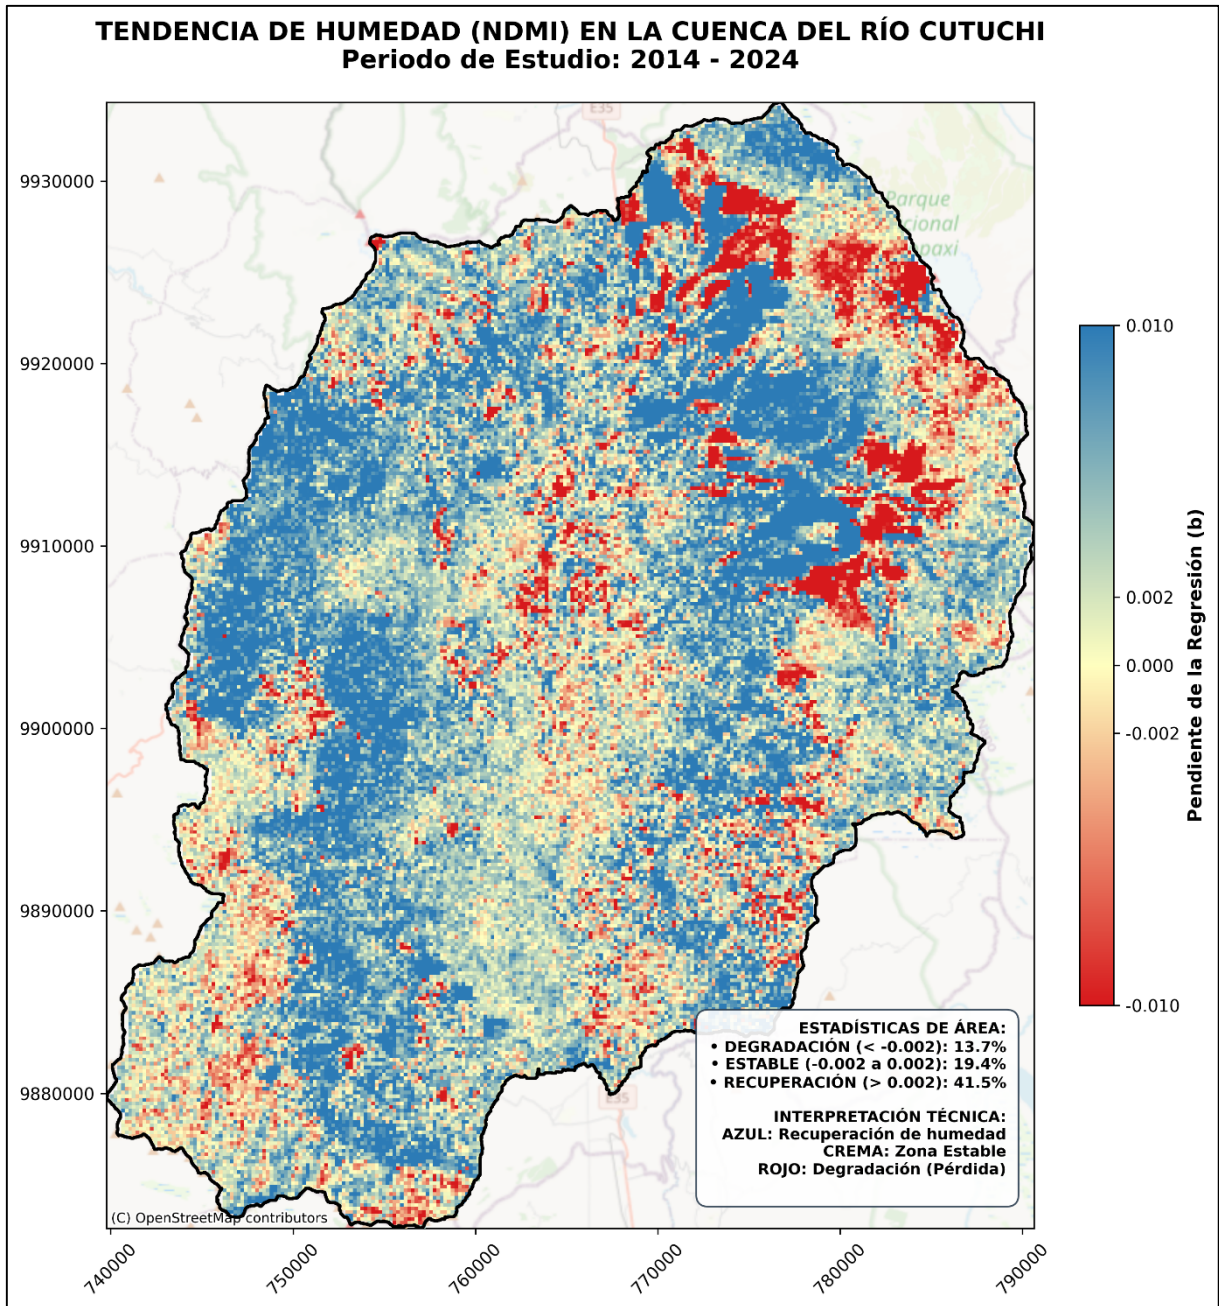 TENDENCIA DE HUMEDAD (NDMI) EN LA CUENCA DEL RÍO CUTUCHI
Periodo de Estudio: 2014 - 2024
E35
Parque
cional
paxi
9930000
9920000
9910000
9900000
9890000
9880000
0.010
0.002
0.000
-0.002
-0.010
Pendiente de la Regresión (b)
ESTADÍSTICAS DE ÁREA:
• DEGRADACIÓN (< -0.002): 13.7%
• ESTABLE (-0.002 a 0.002): 19.4%
• RECUPERACIÓN (> 0.002): 41.5%
INTERPRETACIÓN TÉCNICA:
AZUL: Recuperación de humedad
CREMA: Zona Estable
ROJO: Degradación (Pérdida)
E35
(C) OpenStreetMap contributors
740000
750000
760000
770000
780000
790000